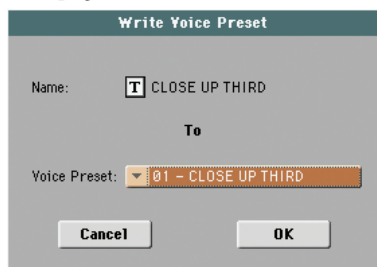 Write Voice Preset
Name: T CLOSE UP THIRD
To
Voice Preset: 01 - CLOSE UP THIRD
Cancel OK